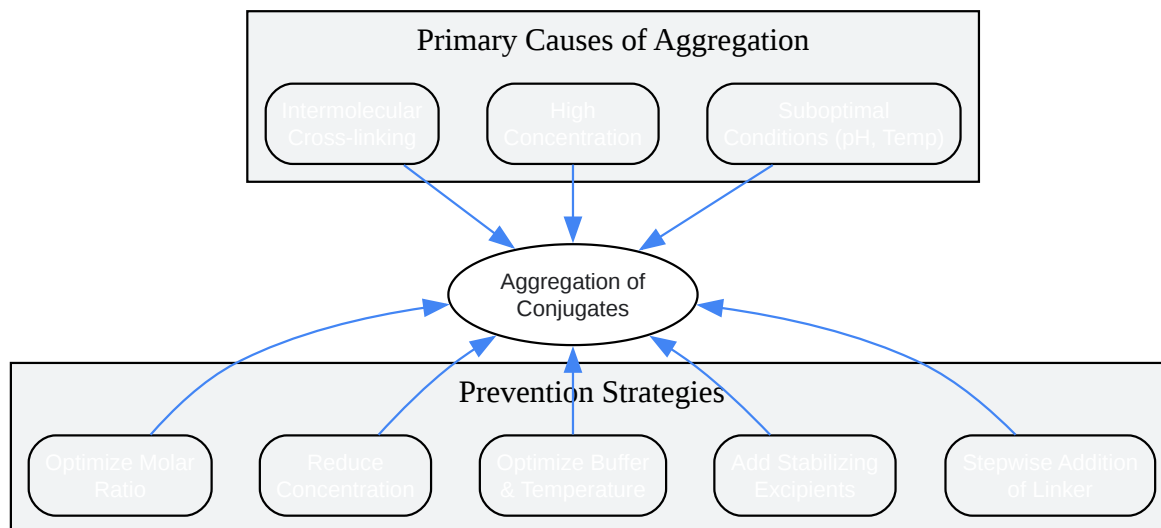 Primary Causes of Aggregation
Intermolecular
Cross-linking
High
Concentration
Suboptimal
Conditions (pH, Temp)
Aggregation of
Conjugates
Prevention Strategies
Optimize Molar
Ratio
Reduce
Concentration
Optimize Buffer
& Temperature
Add Stabilizing
Excipients
Stepwise Addition
of Linker